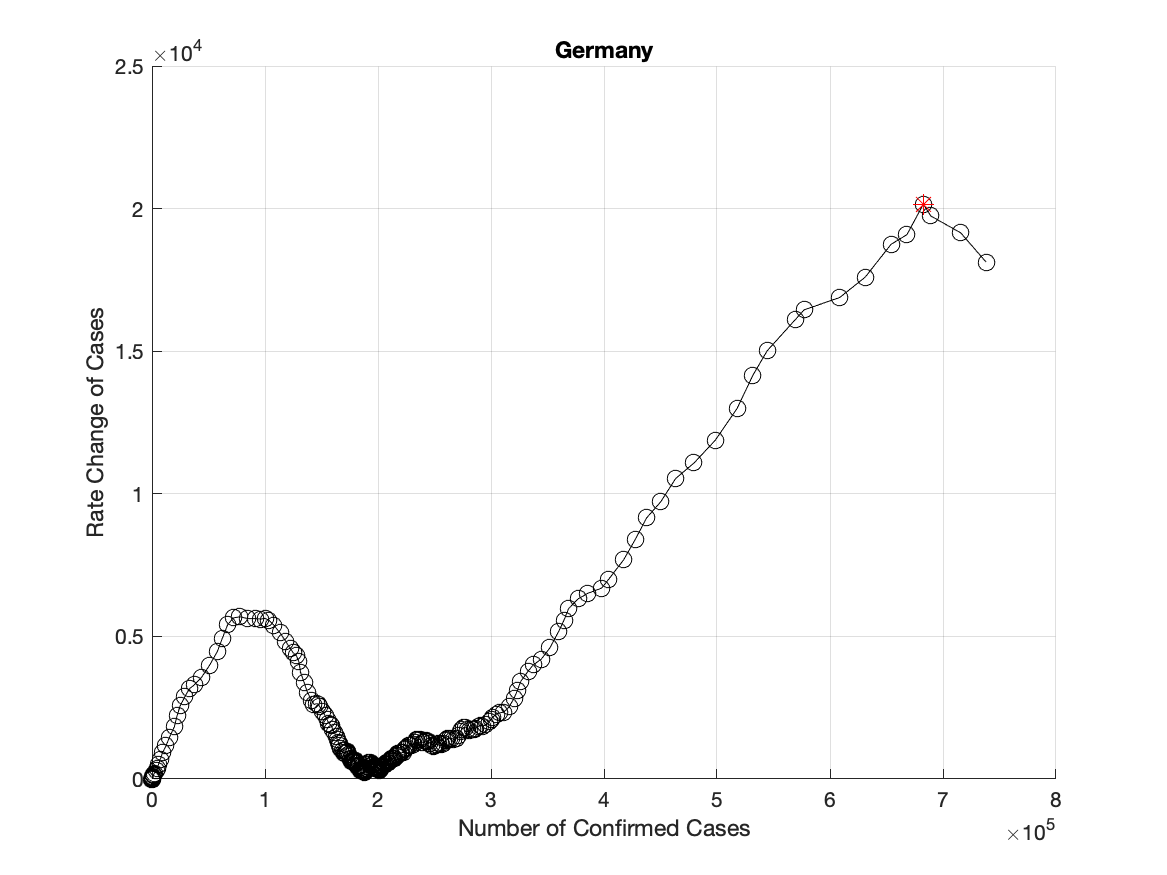 Germany
×10^4
2.5
2
1.5
1
0.5
0
Rate Change of Cases
0 1 2 3 4 5 6 7 8
Number of Confirmed Cases
×10^5